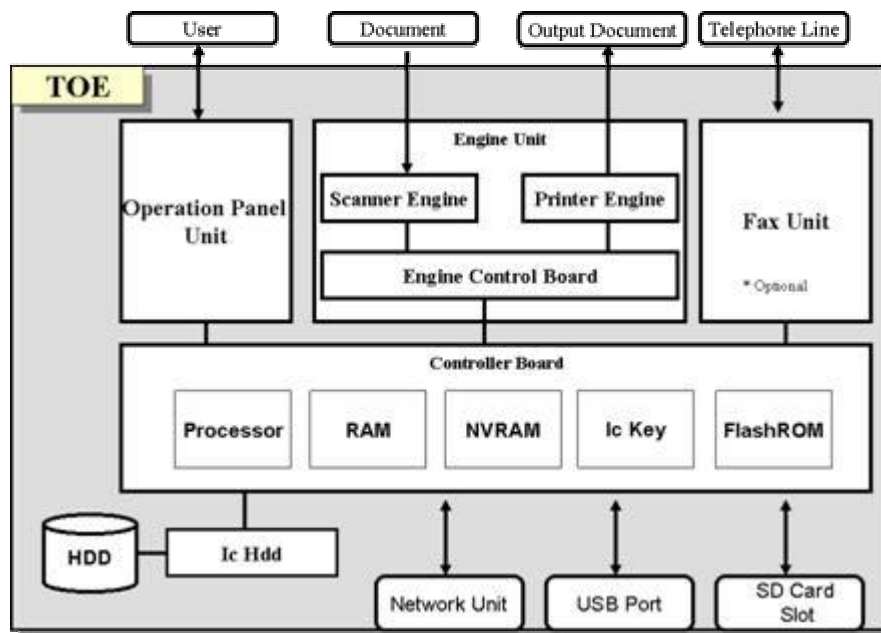 User
Document
Output Document
Telephone Line
TOE
Engine Unit
Operation Panel
Unit
Scanner Engine
Printer Engine
Fax Unit
Engine Control Board
* Optional
Controller Board
Processor
RAM
NVRAM
Ic Key
FlashROM
HDD
Ic Hdd
Network Unit
USB Port
SD Card
Slot